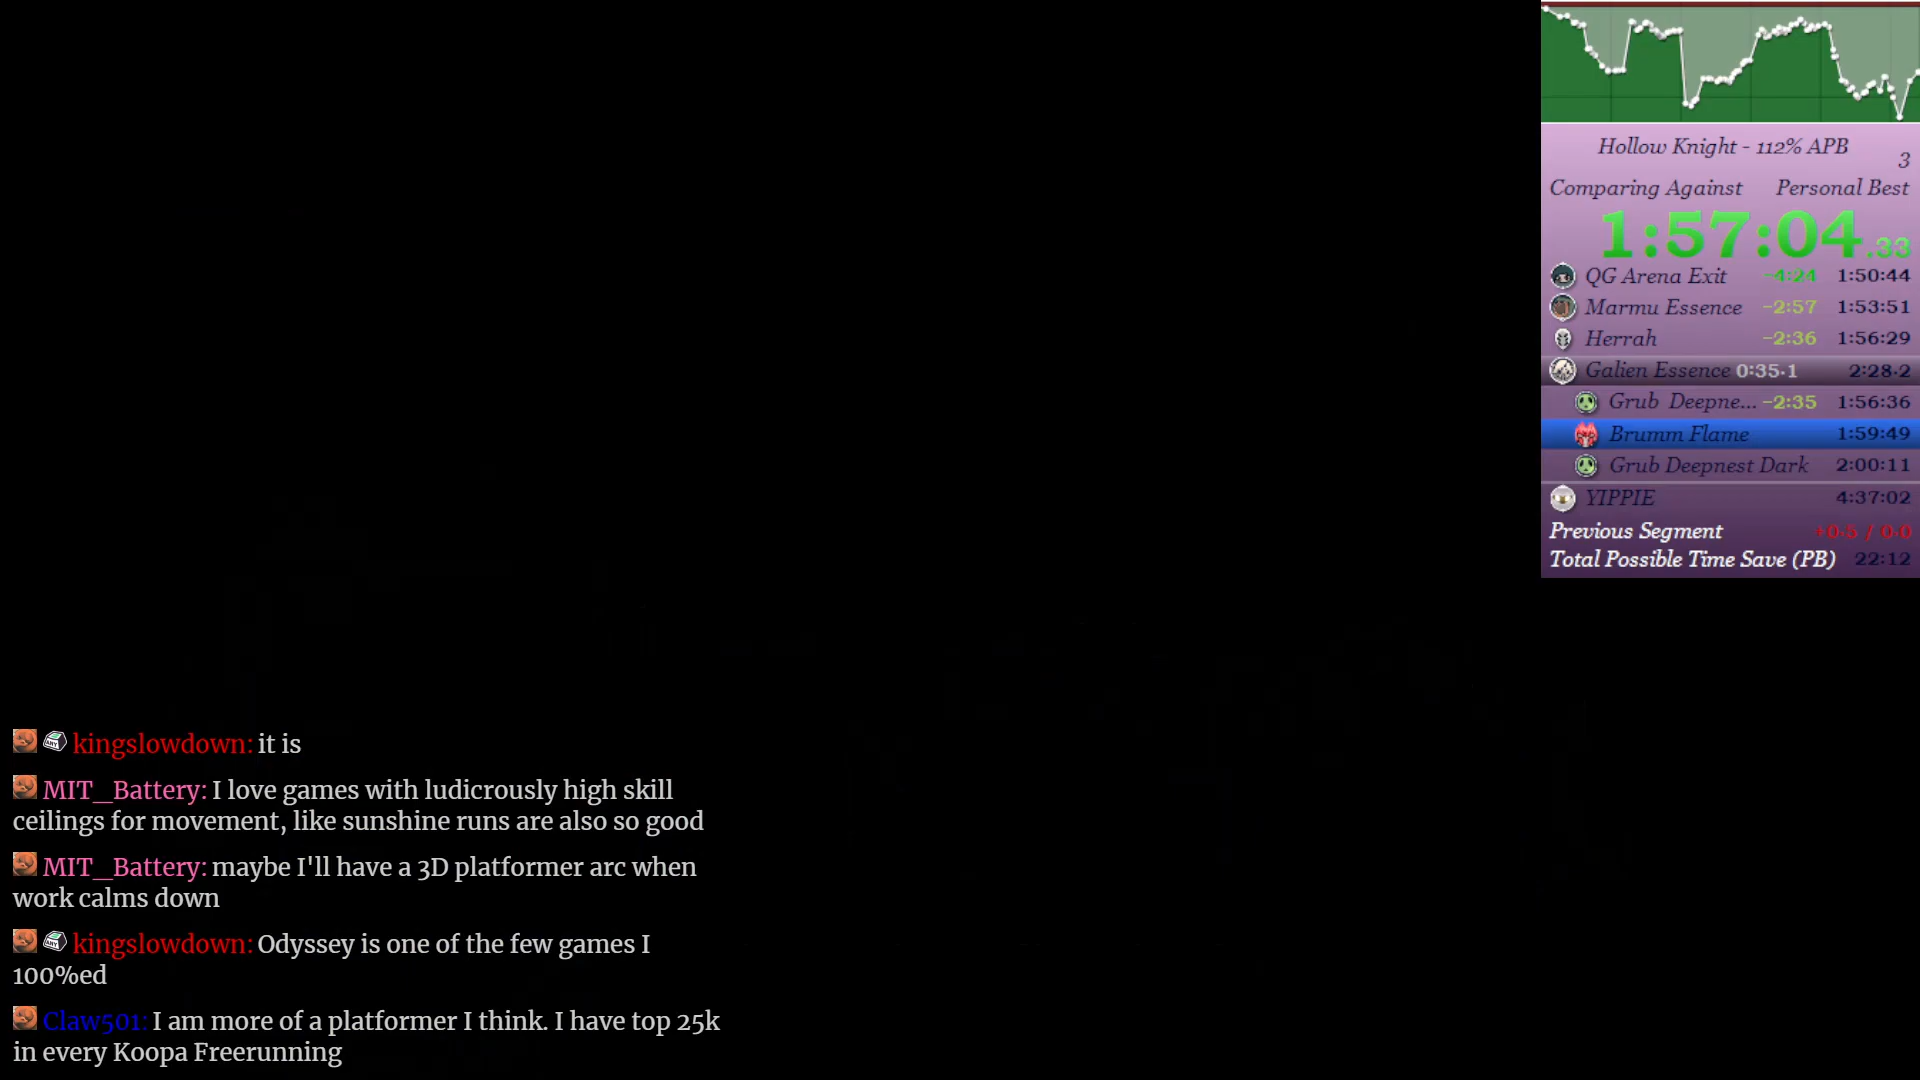 Hollow Knight - 112% APB
3
Comparing Against Personal Best
1:57:04.33
QG Arena Exit -4:24 1:50:44
Marmu Essence -2:57 1:53:51
Herrah -2:36 1:56:29
Galien Essence 0:35.1 2:28.2
Grub Deepne... -2:35 1:56:36
Brumm Flame 1:59:49
Grub Deepnest Dark 2:00:11
YIPPIE 4:37:02
Previous Segment +0.5 / 0.0
Total Possible Time Save (PB) 22:12
kingslowdown: it is
MIT_Battery: I love games with ludicrously high skill
ceilings for movement, like sunshine runs are also so good
MIT_Battery: maybe I'll have a 3D platformer arc when
work calms down
kingslowdown: Odyssey is one of the few games I
100%ed
Claw501: I am more of a platformer I think. I have top 25k
in every Koopa Freerunning